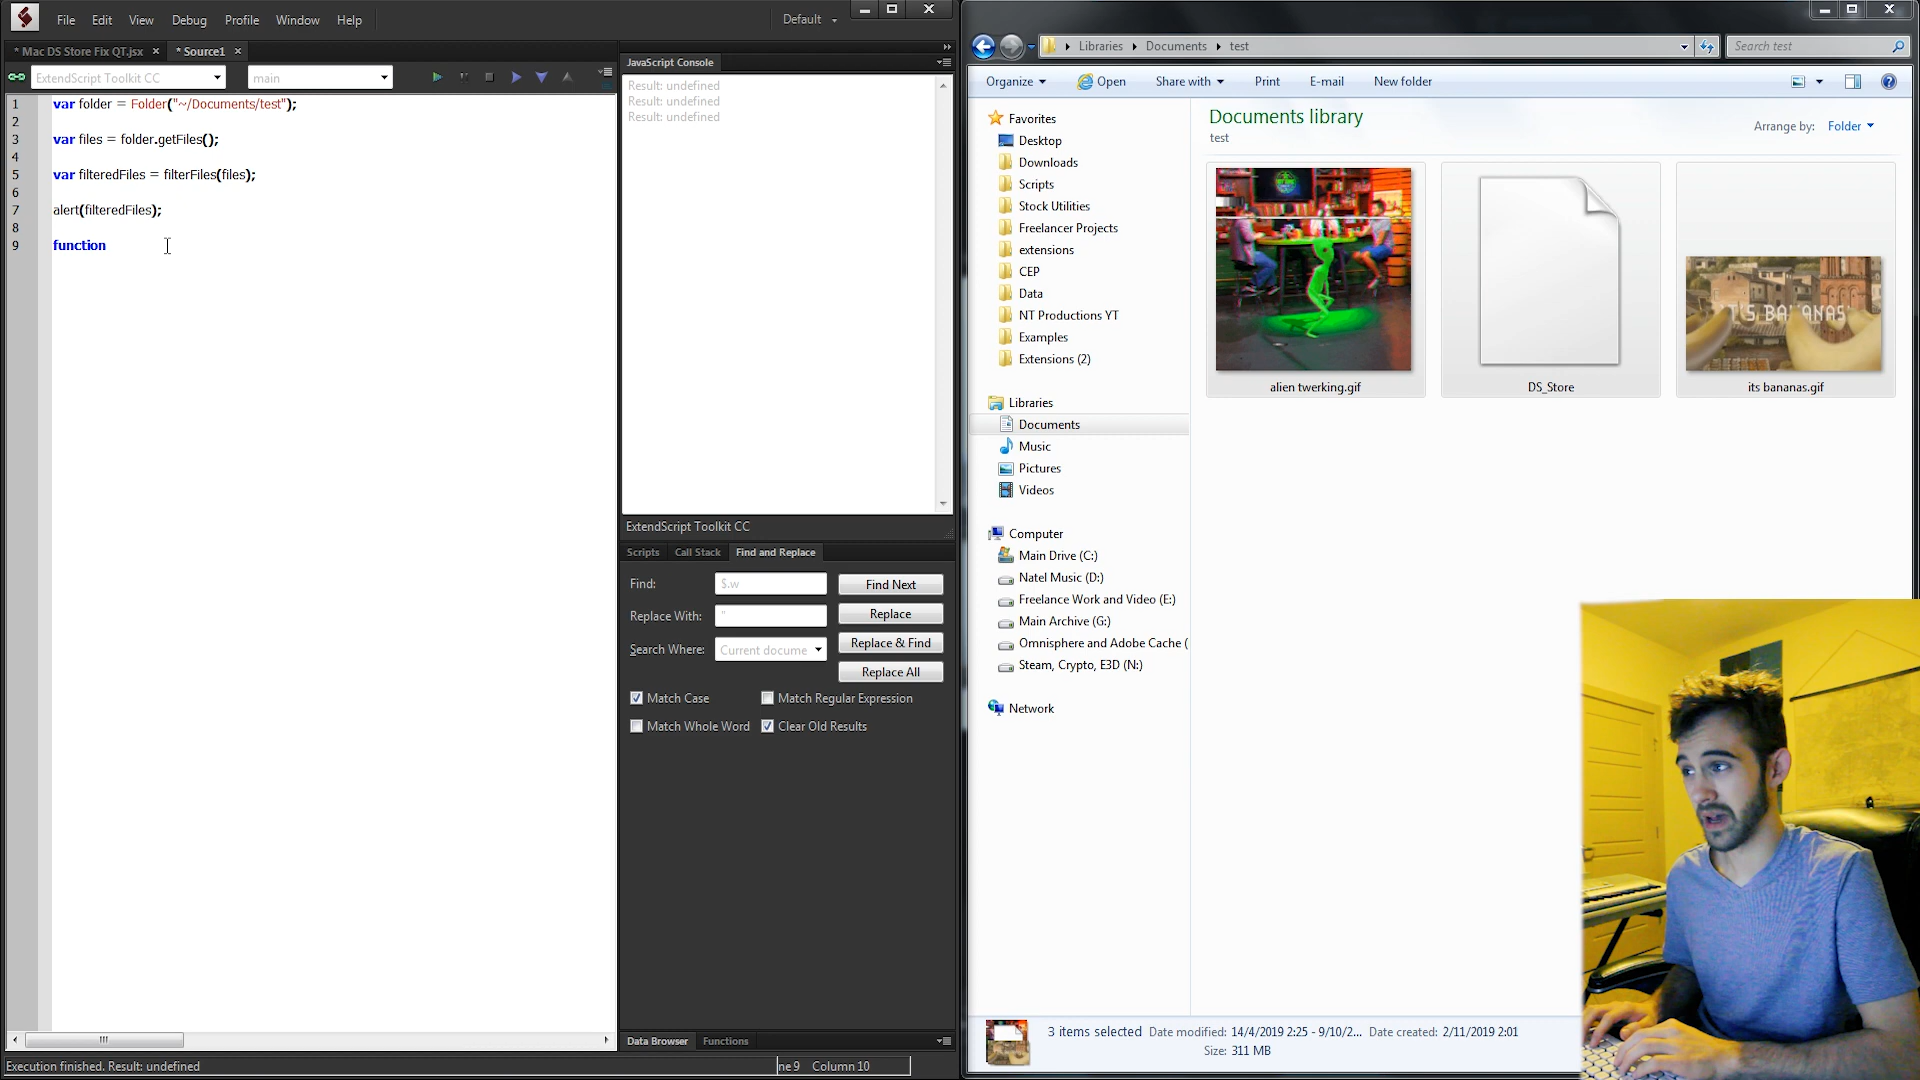 File Edit View Debug Profile Window Help
Default
* Mac DS Store Fix QT.jsx × * Source1 ×
ExtendScript Toolkit CC main
1 var folder = Folder("~/Documents/test");
2
3 var files = folder.getFiles();
4
5 var filteredFiles = filterFiles(files);
6
7 alert(filteredFiles);
8
9 function
Execution finished. Result: undefined
ne 9 Column 10
JavaScript Console
Result: undefined
Result: undefined
Result: undefined
ExtendScript Toolkit CC
Scripts Call Stack Find and Replace
Find: $.w Find Next
Replace With: " Replace
Replace & Find
Search Where: Current docume
Replace All
Match Case Match Regular Expression
Match Whole Word Clear Old Results
Data Browser Functions
Libraries Documents test
Search test
Organize Open Share with Print E-mail New folder
Favorites
Desktop
Downloads
Scripts
Stock Utilities
Freelancer Projects
extensions
CEP
Data
NT Productions YT
Examples
Extensions (2)
Libraries
Documents
Music
Pictures
Videos
Computer
Main Drive (C:)
Natel Music (D:)
Freelance Work and Video (E:)
Main Archive (G:)
Omnisphere and Adobe Cache (
Steam, Crypto, E3D (N:)
Network
Documents library
test
Arrange by: Folder
IT'S BANANAS
alien twerking.gif
DS_Store
its bananas.gif
3 items selected Date modified: 14/4/2019 2:25 - 9/10/2... Date created: 2/11/2019 2:01
Size: 311 MB